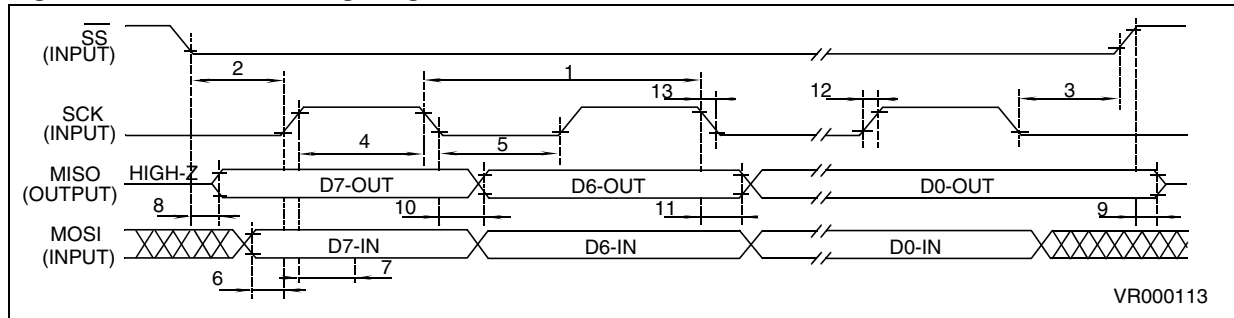 SS
(INPUT)
2
1
13
12
3
SCK
(INPUT)
4
5
MISO
(OUTPUT)
HIGH-Z
D7-OUT
D6-OUT
D0-OUT
8
10
11
9
MOSI
(INPUT)
D7-IN
D6-IN
D0-IN
6
7
VR000113